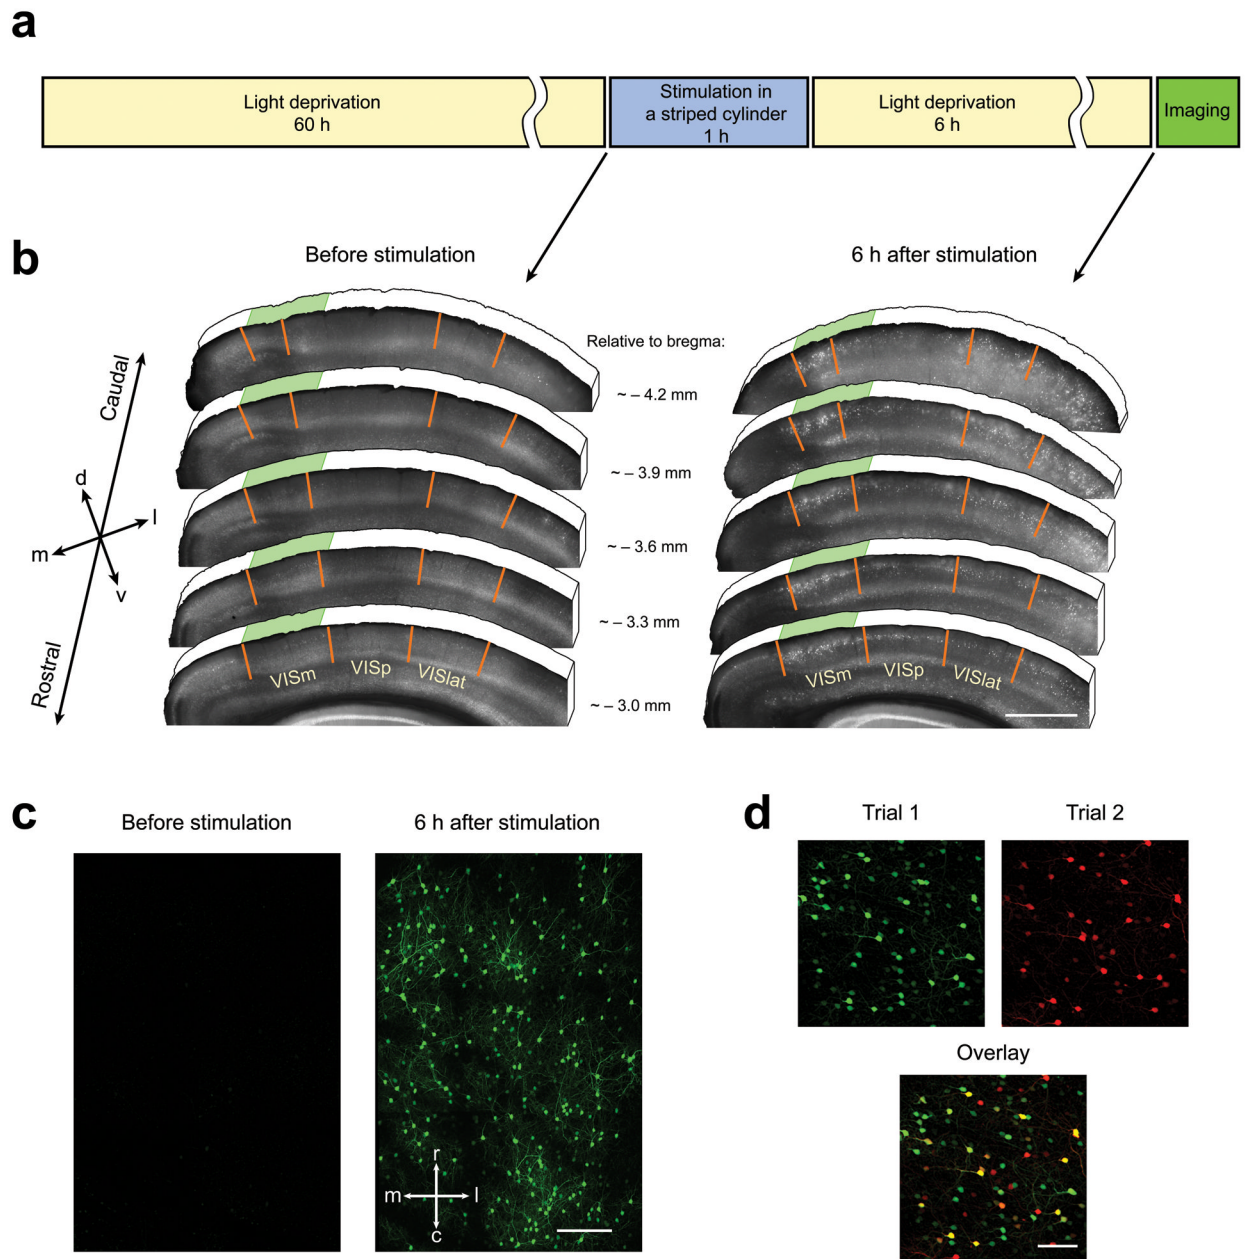 a
Light deprivation
60 h
Stimulation in
a striped cylinder
1 h
Light deprivation
6 h
Imaging
b
Before stimulation
6 h after stimulation
Relative to bregma:
~ – 4.2 mm
~ – 3.9 mm
~ – 3.6 mm
~ – 3.3 mm
~ – 3.0 mm
Caudal
d
l
m
v
Rostral
VISm
VISp
VISlat
VISm
VISp
VISlat
c
Before stimulation
6 h after stimulation
r
m
l
c
d
Trial 1
Trial 2
Overlay